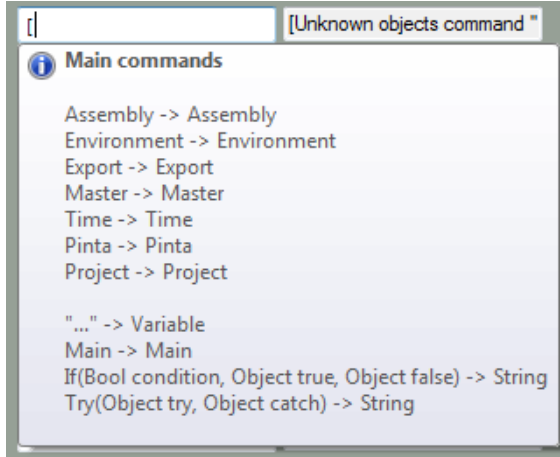 [
[Unknown objects command "
Main commands
Assembly -> Assembly
Environment -> Environment
Export -> Export
Master -> Master
Time -> Time
Pinta -> Pinta
Project -> Project
"..." -> Variable
Main -> Main
If(Bool condition, Object true, Object false) -> String
Try(Object try, Object catch) -> String